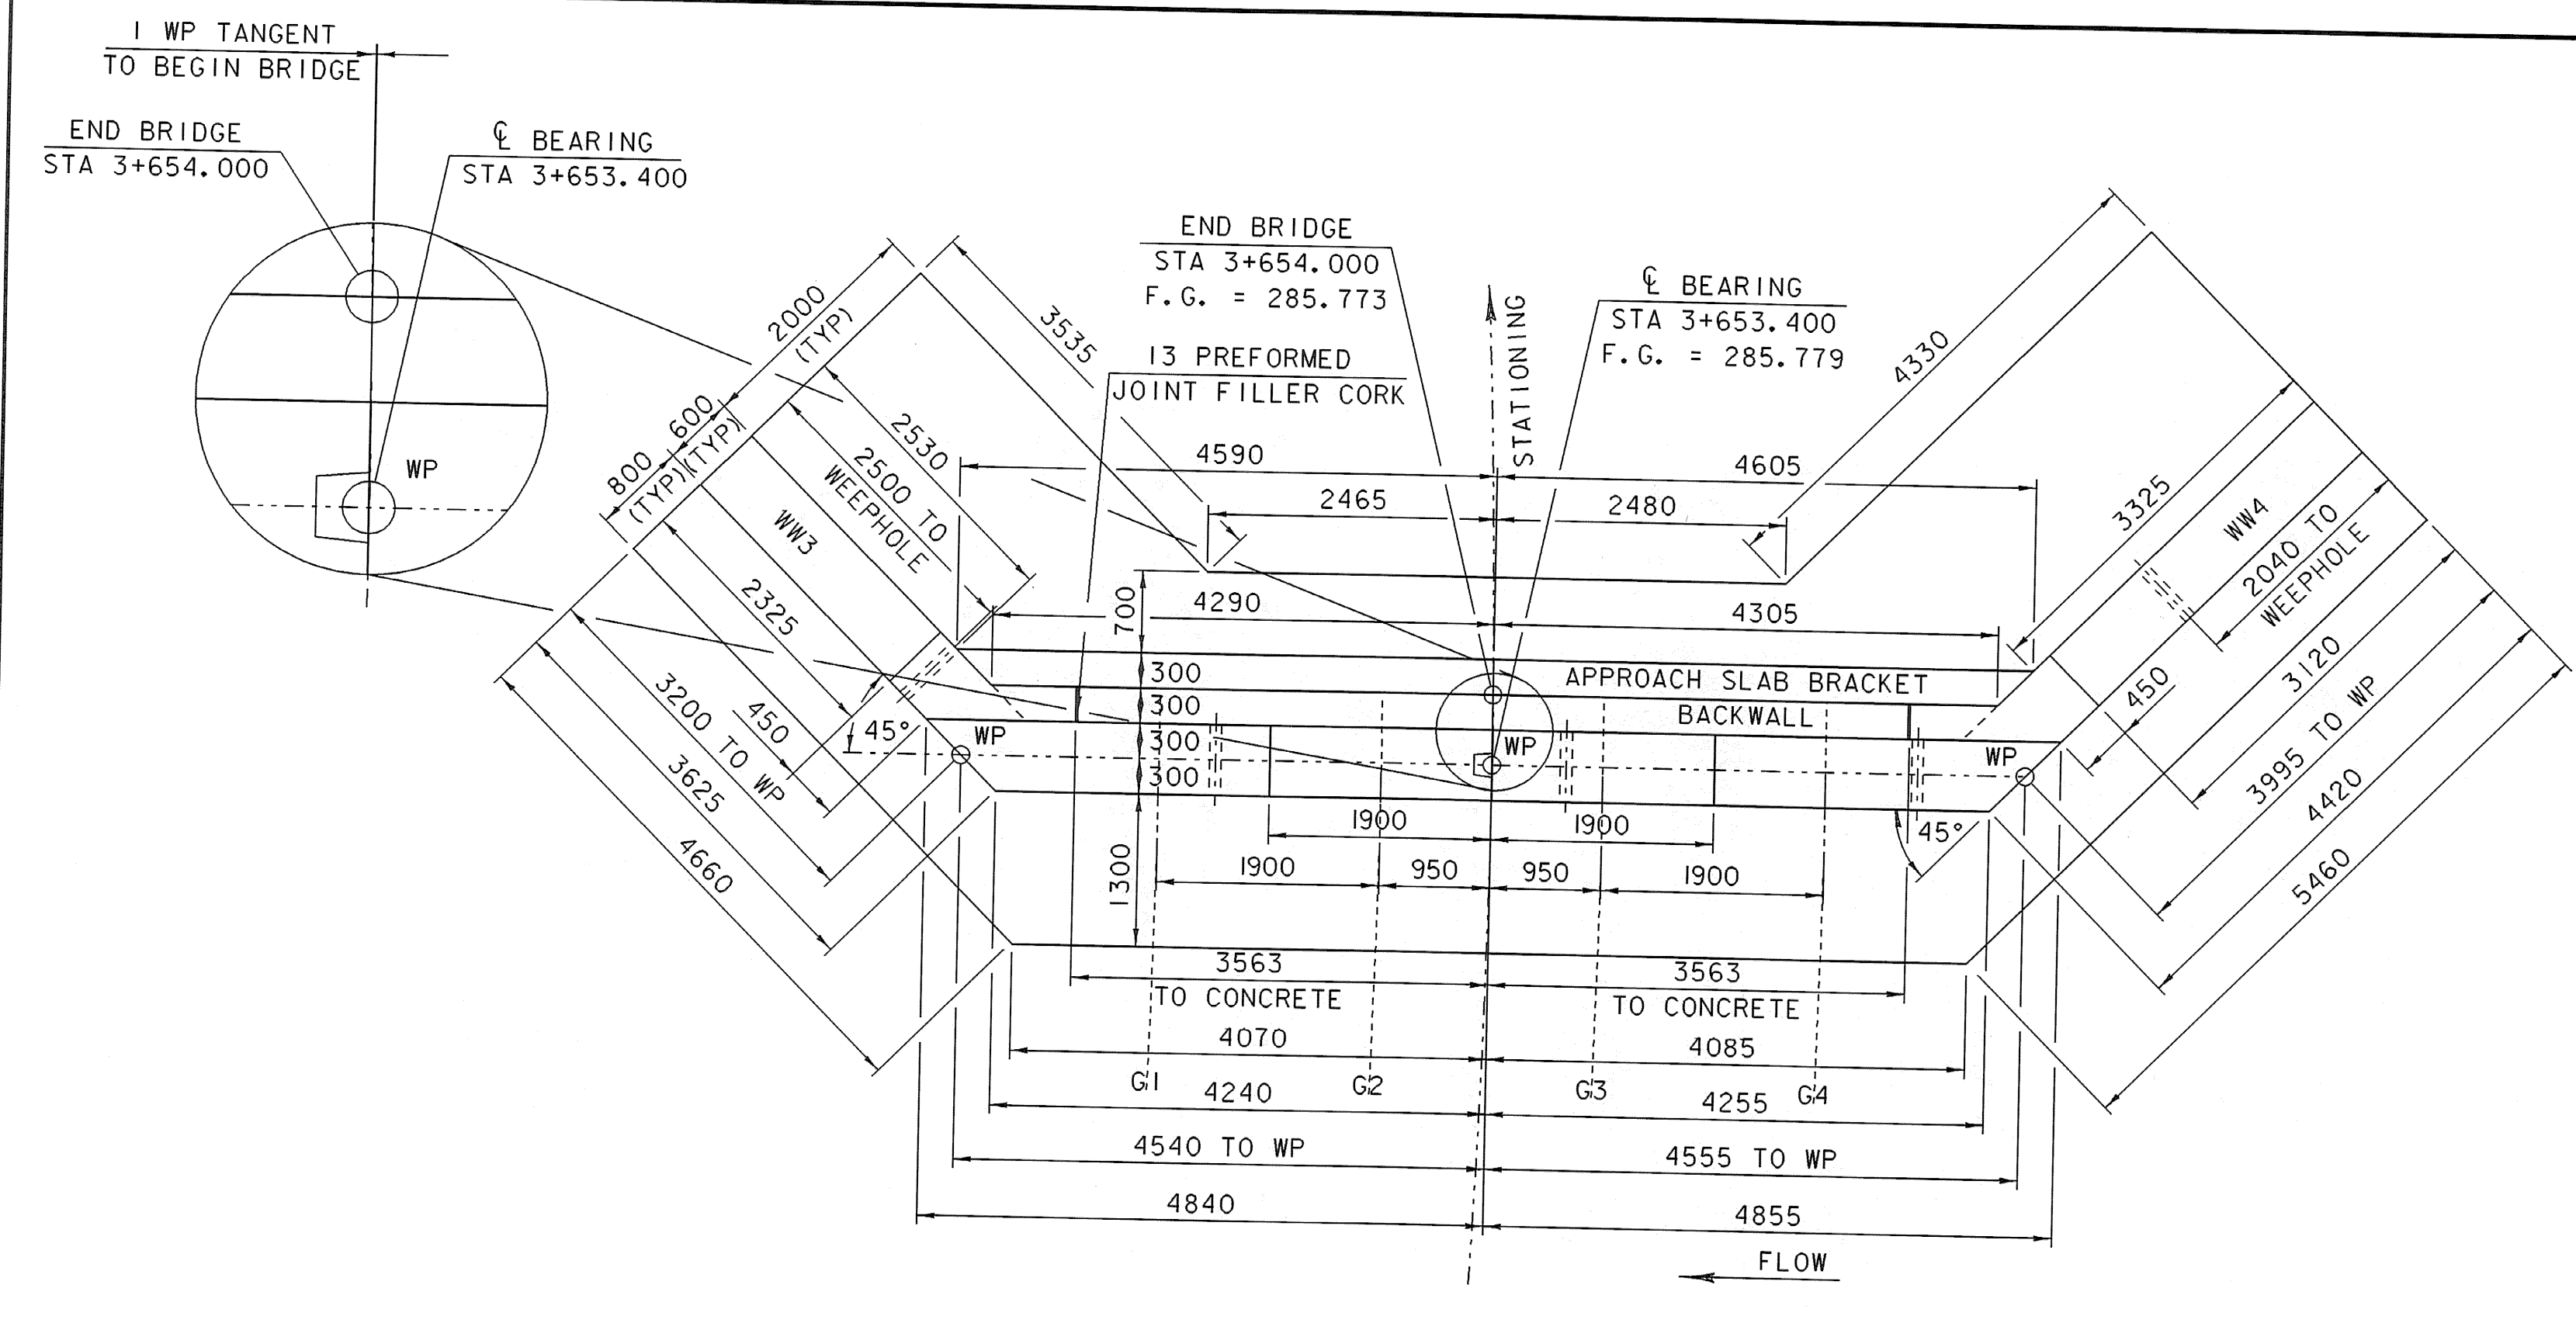 1 WP TANGENT
TO BEGIN BRIDGE
END BRIDGE
STA 3+654.000
℄ BEARING
STA 3+653.400
WP
END BRIDGE
STA 3+654.000
F.G. = 285.773
℄ BEARING
STA 3+653.400
F.G. = 285.779
13 PREFORMED
JOINT FILLER CORK
STATIONING
2000
(TYP)
600
(TYP)
800
(TYP)
3535
2530
2500 TO
WEEPHOLE
WW3
2325
3200 TO WP
450
3625
4660
45°
WP
4590
4605
2465
2480
4290
4305
700
300
300
300
300
1300
APPROACH SLAB BRACKET
BACKWALL
WP
WP
4330
3325
WW4
2040 TO
WEEPHOLE
450
3120
3995 TO WP
4420
5460
45°
1900
1900
1900
950
950
1900
3563
TO CONCRETE
3563
TO CONCRETE
4070
4085
G1
G2
G3
G4
4240
4255
4540 TO WP
4555 TO WP
4840
4855
FLOW